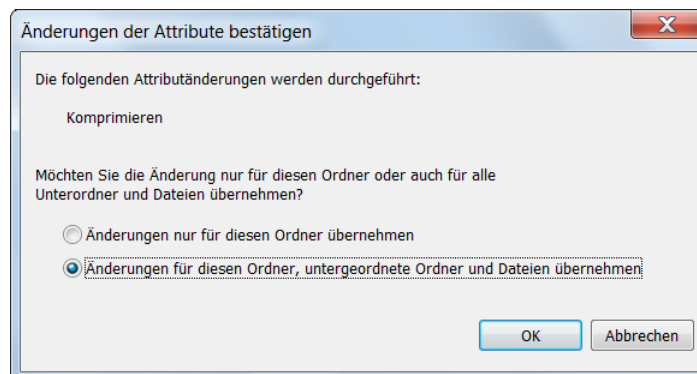 Änderungen der Attribute bestätigen
Die folgenden Attributänderungen werden durchgeführt:
Komprimieren
Möchten Sie die Änderung nur für diesen Ordner oder auch für alle
Unterordner und Dateien übernehmen?
Änderungen nur für diesen Ordner übernehmen
Änderungen für diesen Ordner, untergeordnete Ordner und Dateien übernehmen
OK
Abbrechen